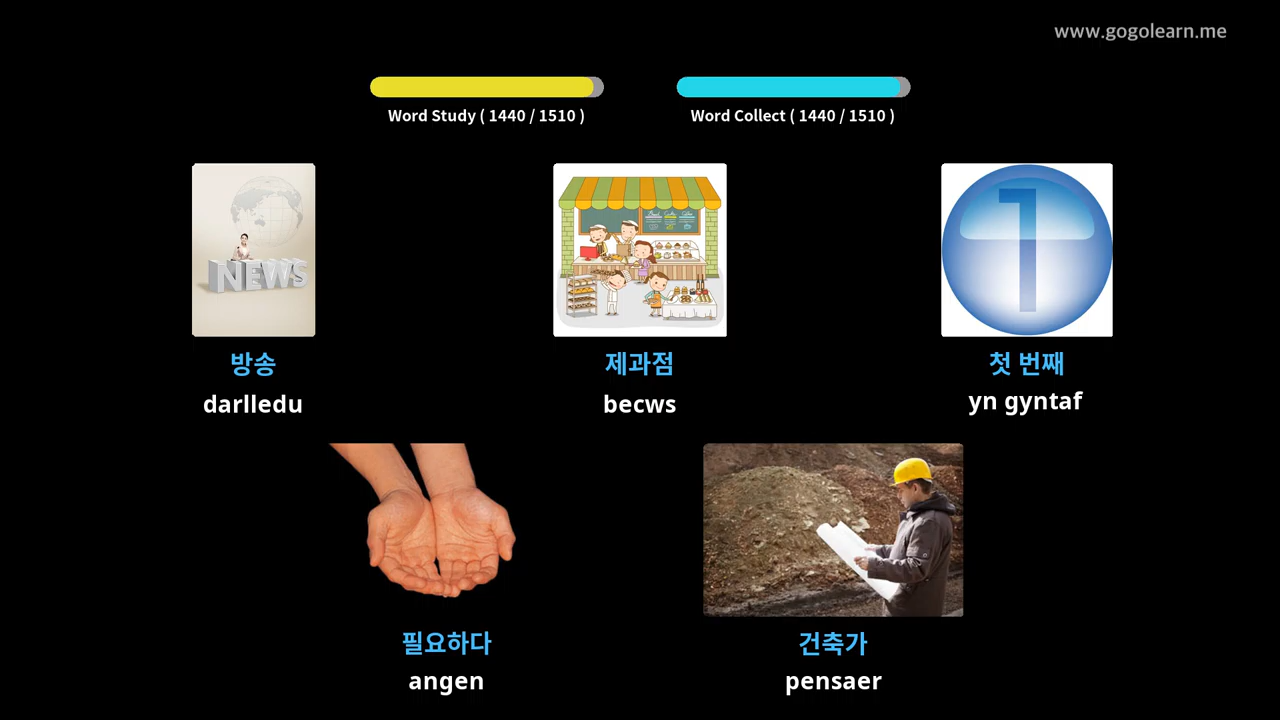 www.gogolearn.me
Word Study ( 1440 / 1510 )
Word Collect ( 1440 / 1510 )
NEWS
1
방송
제과점
첫 번째
darlledu
becws
yn gyntaf
필요하다
건축가
angen
pensaer